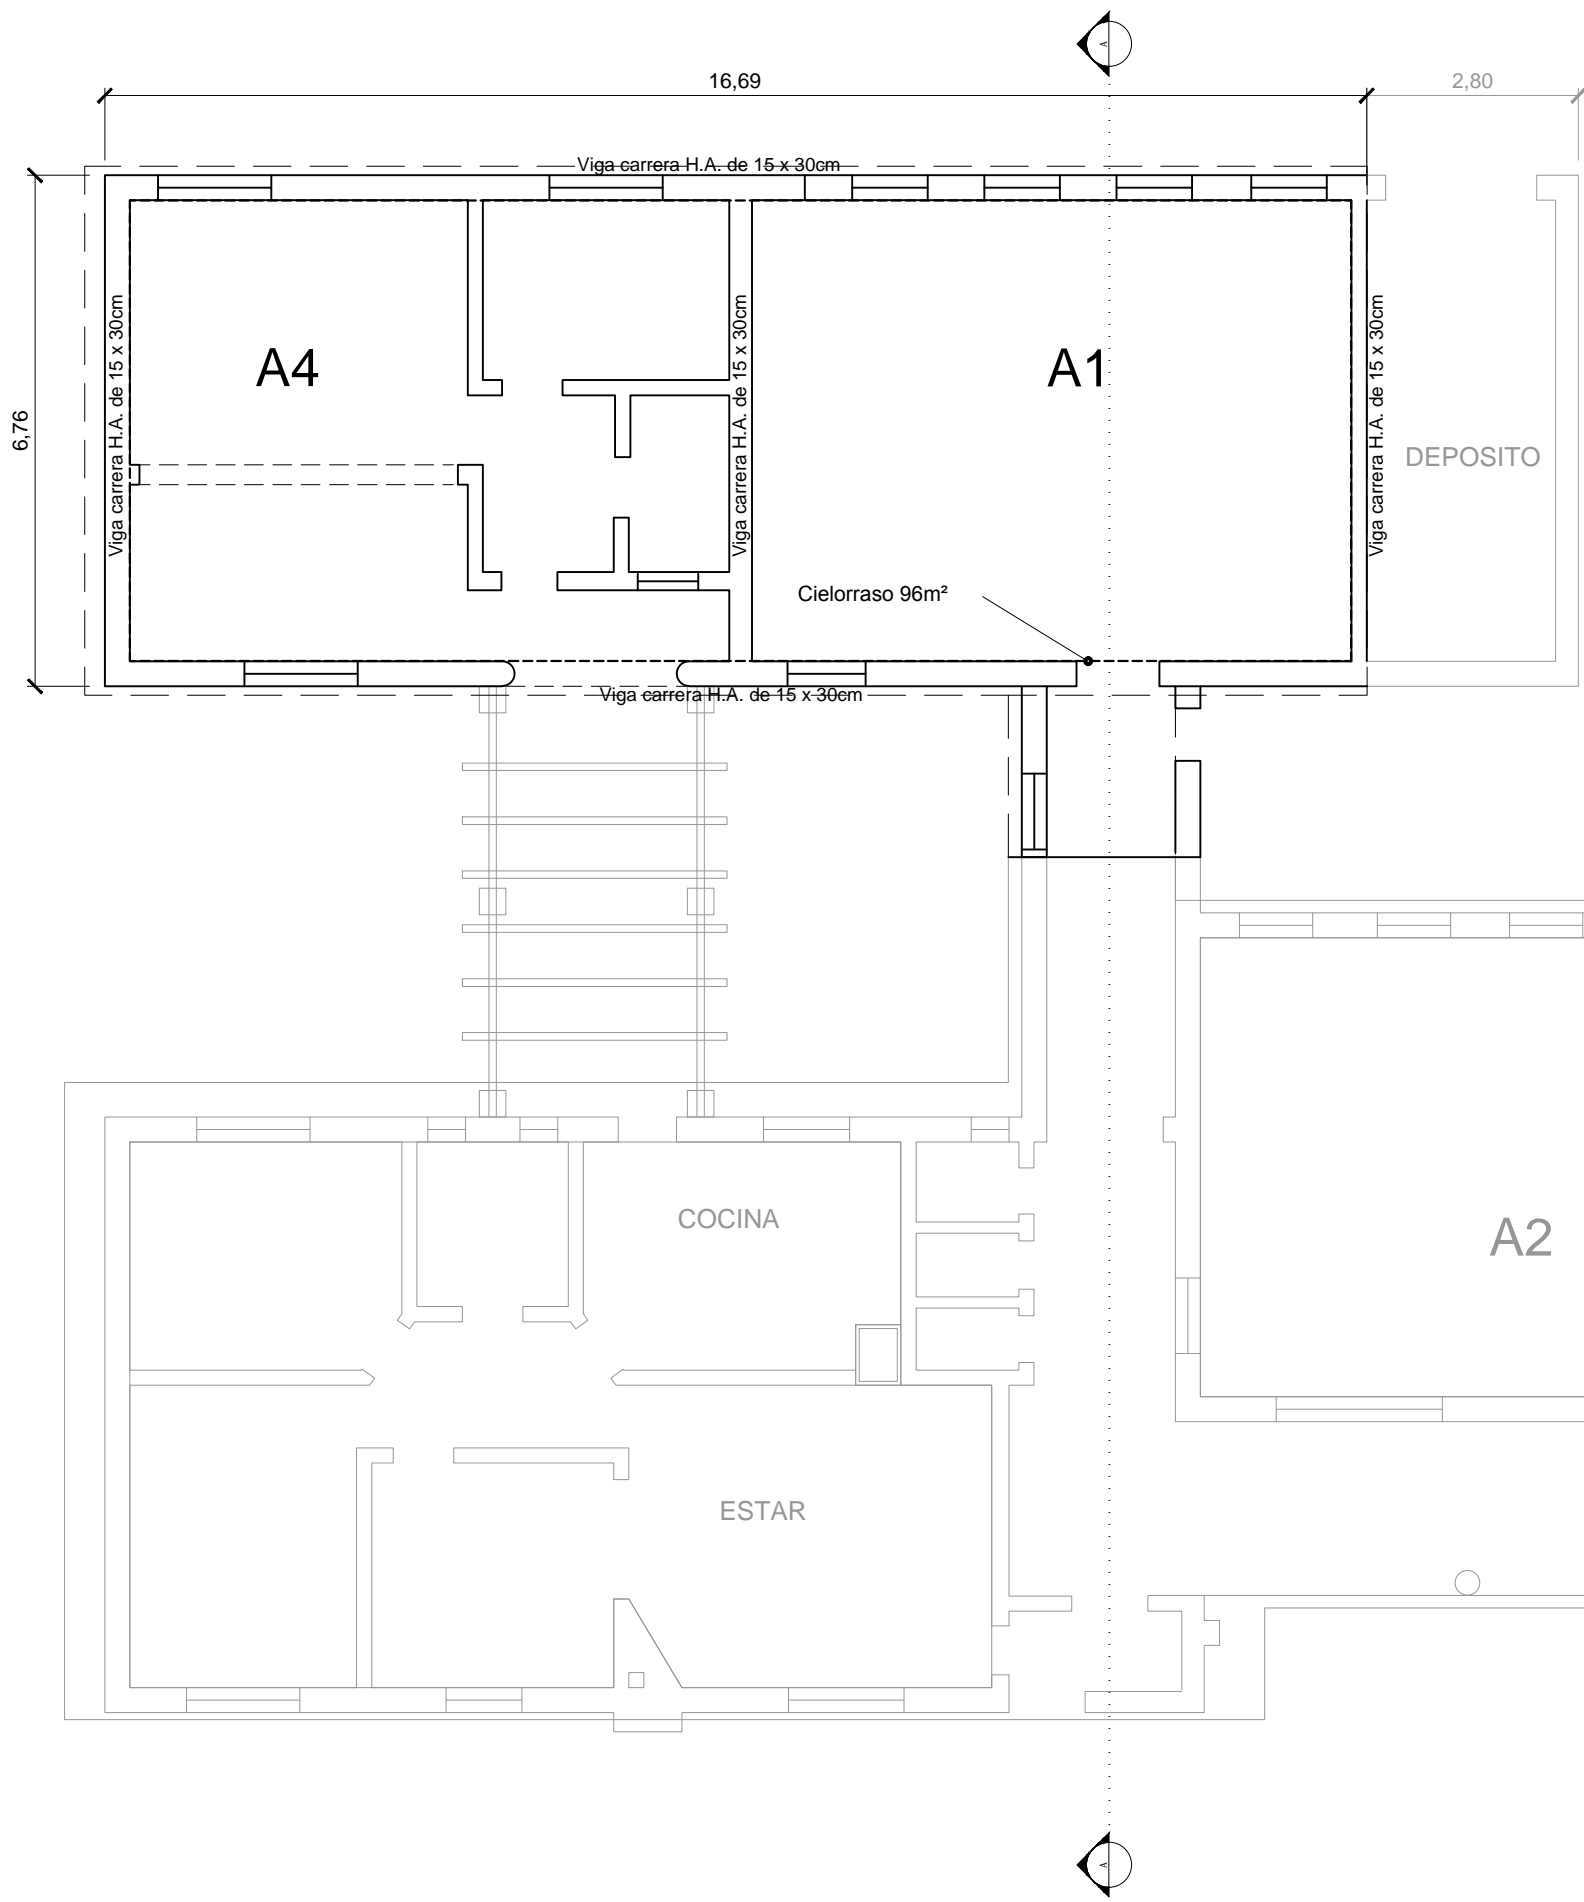 A
16,69
2,80
Viga carrera H.A. de 15 x 30cm
Viga carrera H.A. de 15 x 30cm
Viga carrera H.A. de 15 x 30cm
Viga carrera H.A. de 15 x 30cm
A4
A1
6,76
DEPOSITO
Cielorraso 96m²
Viga carrera H.A. de 15 x 30cm
COCINA
A2
ESTAR
A